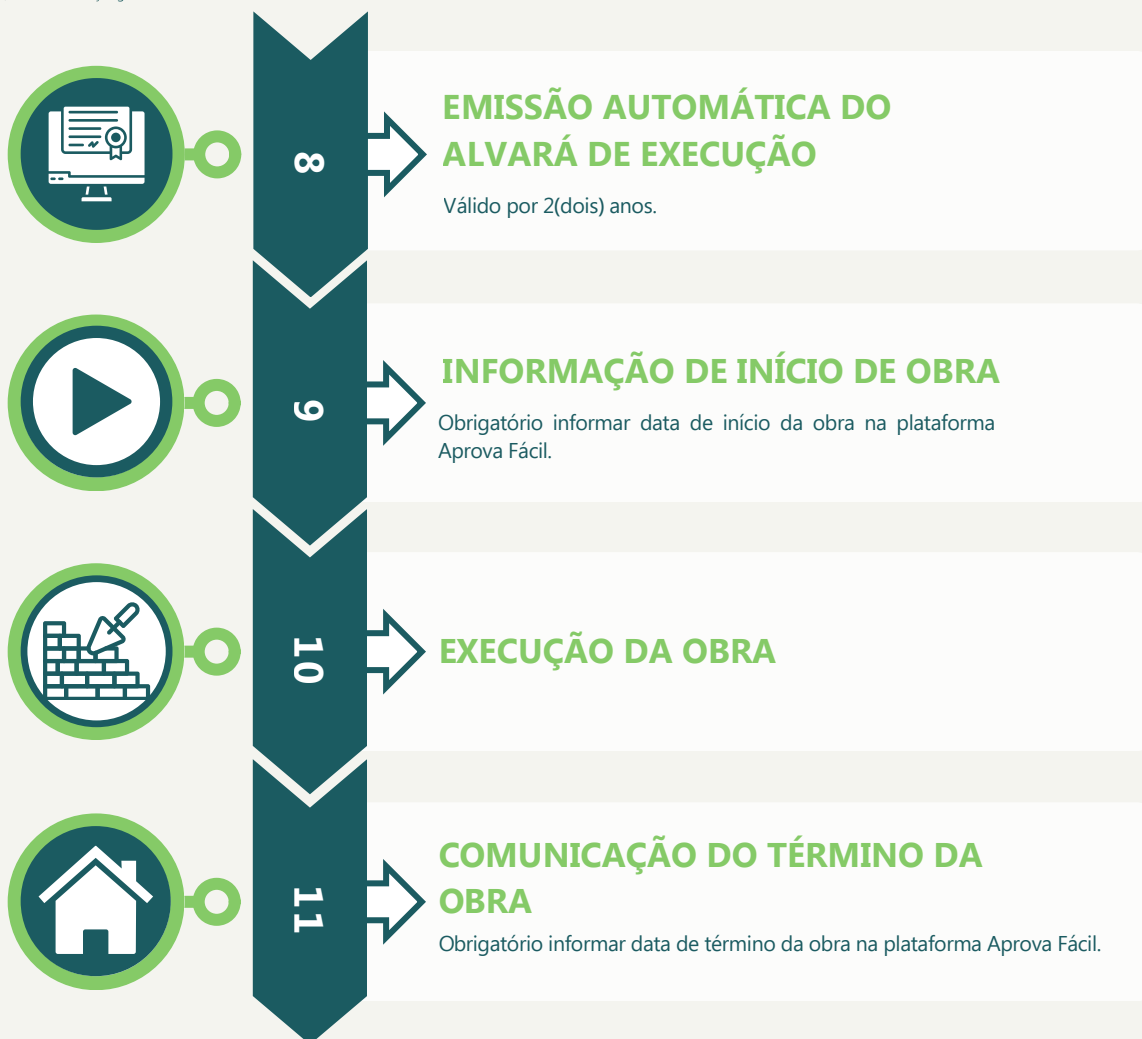 8
EMISSÃO AUTOMÁTICA DO
ALVARÁ DE EXECUÇÃO
Válido por 2(dois) anos.
9
INFORMAÇÃO DE INÍCIO DE OBRA
Obrigatório informar data de início da obra na plataforma
Aprova Fácil.
10
EXECUÇÃO DA OBRA
11
COMUNICAÇÃO DO TÉRMINO DA
OBRA
Obrigatório informar data de término da obra na plataforma Aprova Fácil.